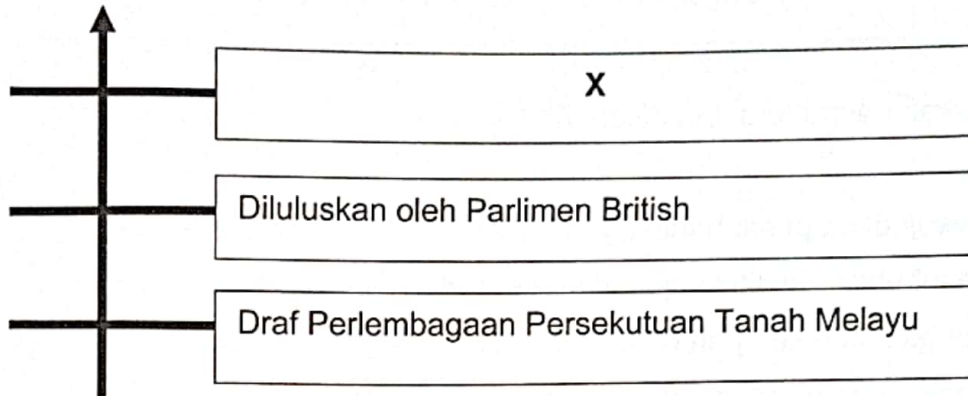 X
Diluluskan oleh Parlimen British
Draf Perlembagaan Persekutuan Tanah Melayu